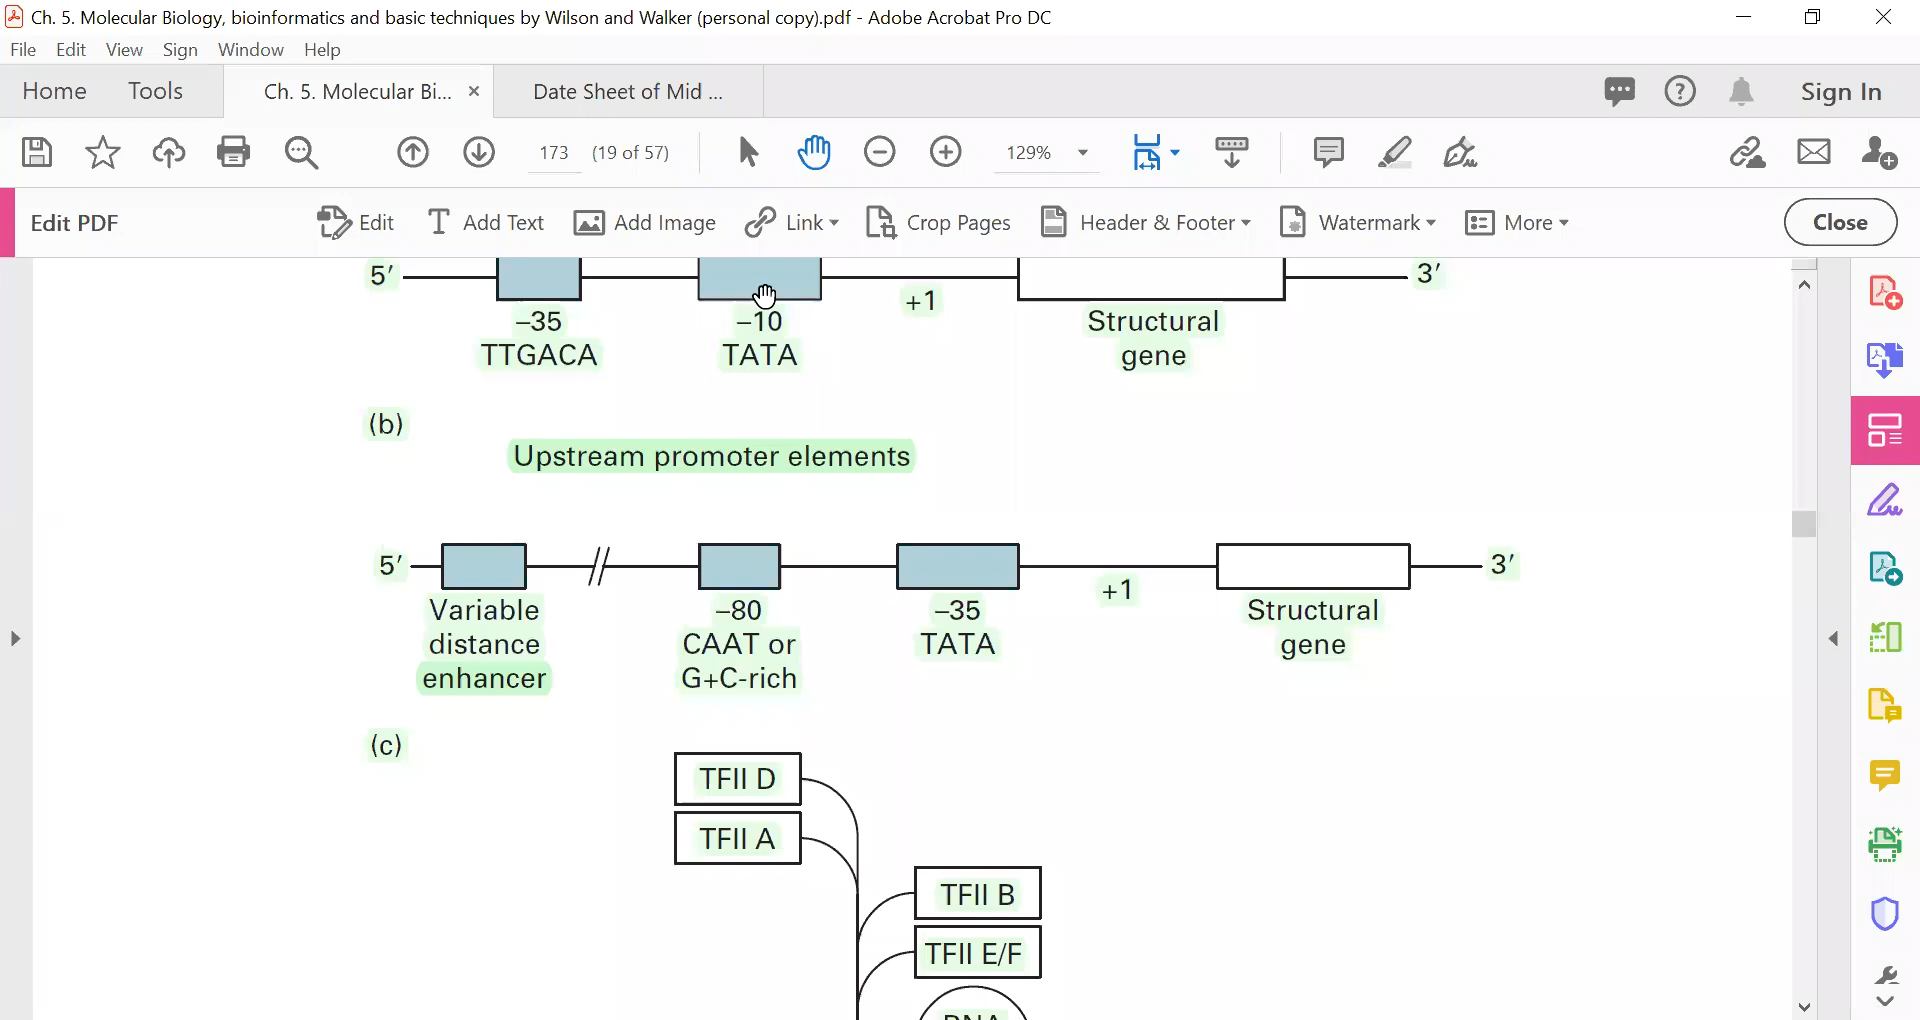 Ch. 5. Molecular Biology, bioinformatics and basic techniques by Wilson and Walker (personal copy).pdf - Adobe Acrobat Pro DC
File Edit View Sign Window Help
Home Tools Ch. 5. Molecular Bi... × Date Sheet of Mid ... Sign In
173 (19 of 57) 129%
Edit PDF Edit Add Text Add Image Link Crop Pages Header & Footer Watermark More Close
5′ 3′
+1
–35 –10 Structural
TTGACA TATA gene
(b)
Upstream promoter elements
5′ 3′
+1
Variable –80 –35 Structural
distance CAAT or TATA gene
enhancer G+C-rich
(c)
TFII D
TFII A
TFII B
TFII E/F